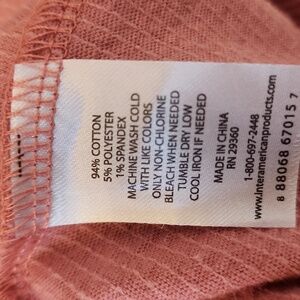 94% COTTON
5% POLYESTER
1% SPANDEX
MACHINE WASH COLD
WITH LIKE COLORS
ONLY NON-CHLORINE
BLEACH WHEN NEEDED
TUMBLE DRY LOW
COOL IRON IF NEEDED
MADE IN CHINA
RN 29360
1-800-697-2448
www.interamericanproducts.com
8 88068 67015 7